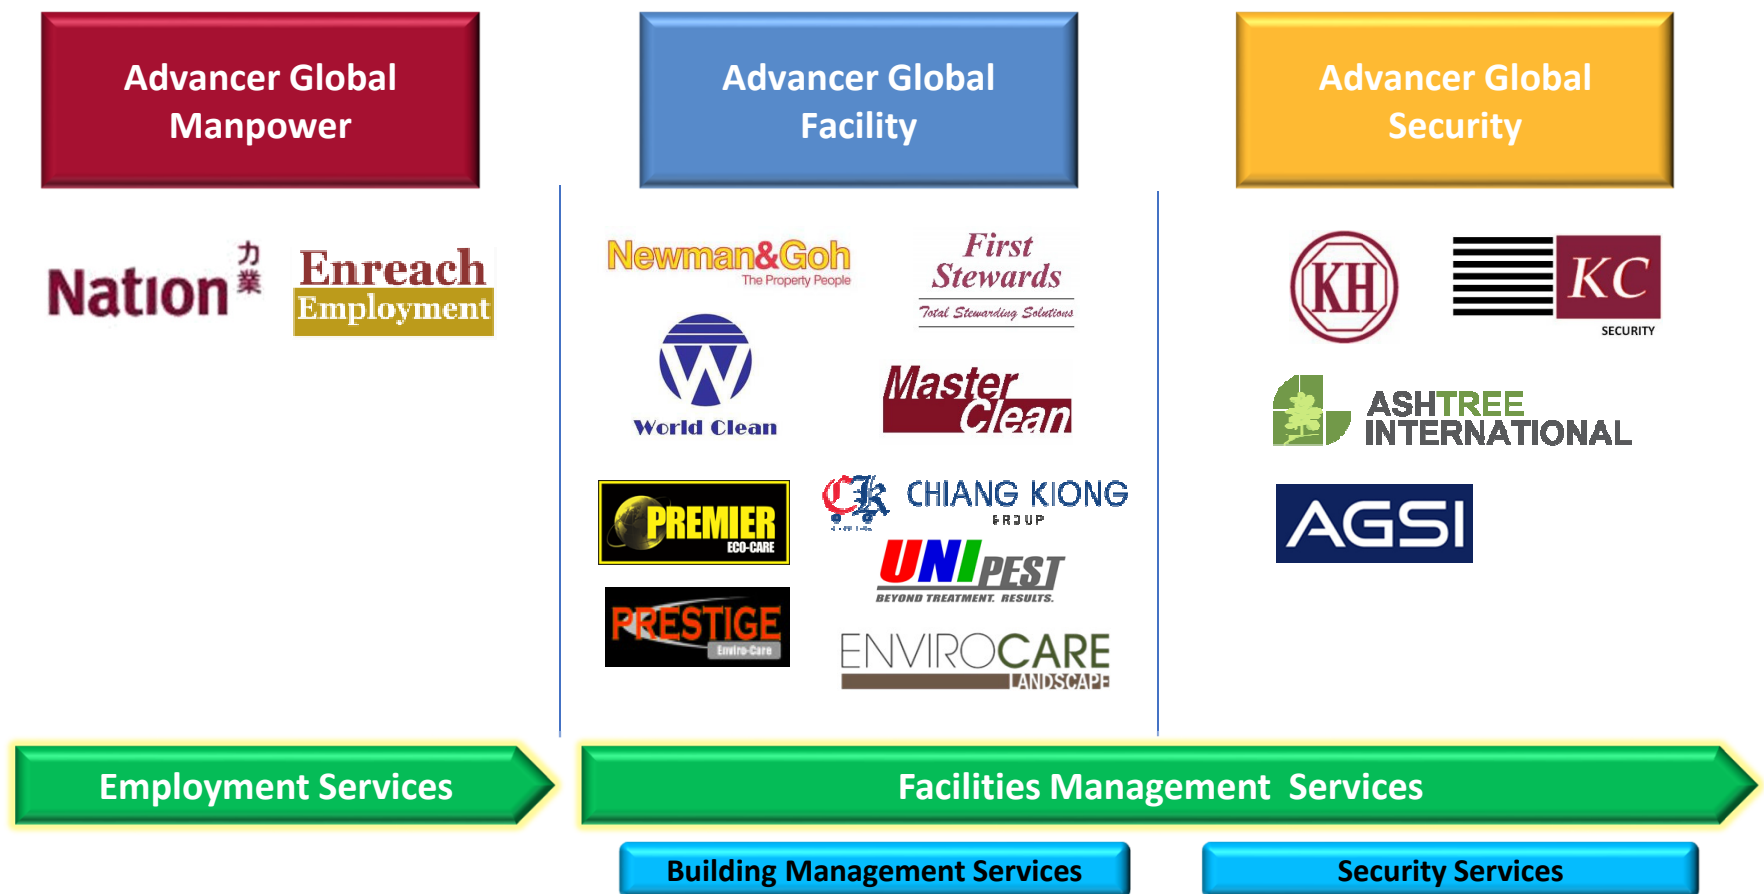 Advancer Global
Manpower
Advancer Global
Facility
Advancer Global
Security
Nation 力業
Enreach
Employment
Newman&Goh
The Property People
First
Stewards
Total Stewarding Solutions
W
World Clean
Master
Clean
PREMIER
ECO-CARE
CK CHIANG KIONG
GROUP
UNIPEST
BEYOND TREATMENT. RESULTS.
PRESTIGE
Enviro-Care
ENVIROCARE
LANDSCAPE
KH
KC
SECURITY
ASHTREE
INTERNATIONAL
AGSI
Employment Services
Facilities Management Services
Building Management Services
Security Services